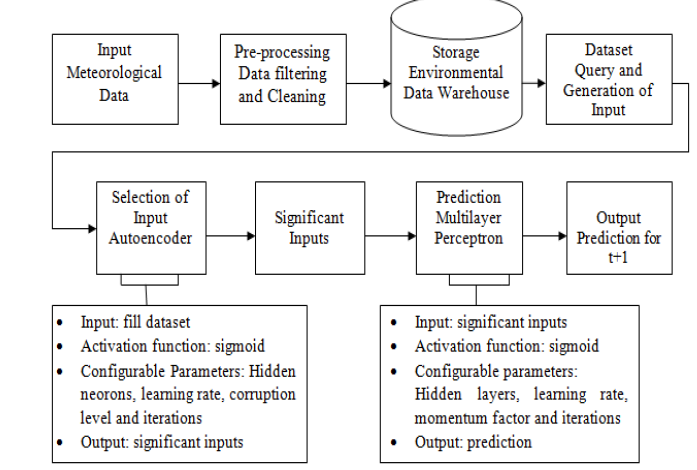 Input
Meteorological
Data
Pre-processing
Data filtering
and Cleaning
Storage
Environmental
Data Warehouse
Dataset
Query and
Generation of
Input
Selection of
Input
Autoencoder
Significant
Inputs
Prediction
Multilayer
Perceptron
Output
Prediction for
t+1
• Input: fill dataset
• Activation function: sigmoid
• Configurable Parameters: Hidden
neorons, learning rate, corruption
level and iterations
• Output: significant inputs
• Input: significant inputs
• Activation function: sigmoid
• Configurable parameters:
Hidden layers, learning rate,
momentum factor and iterations
• Output: prediction